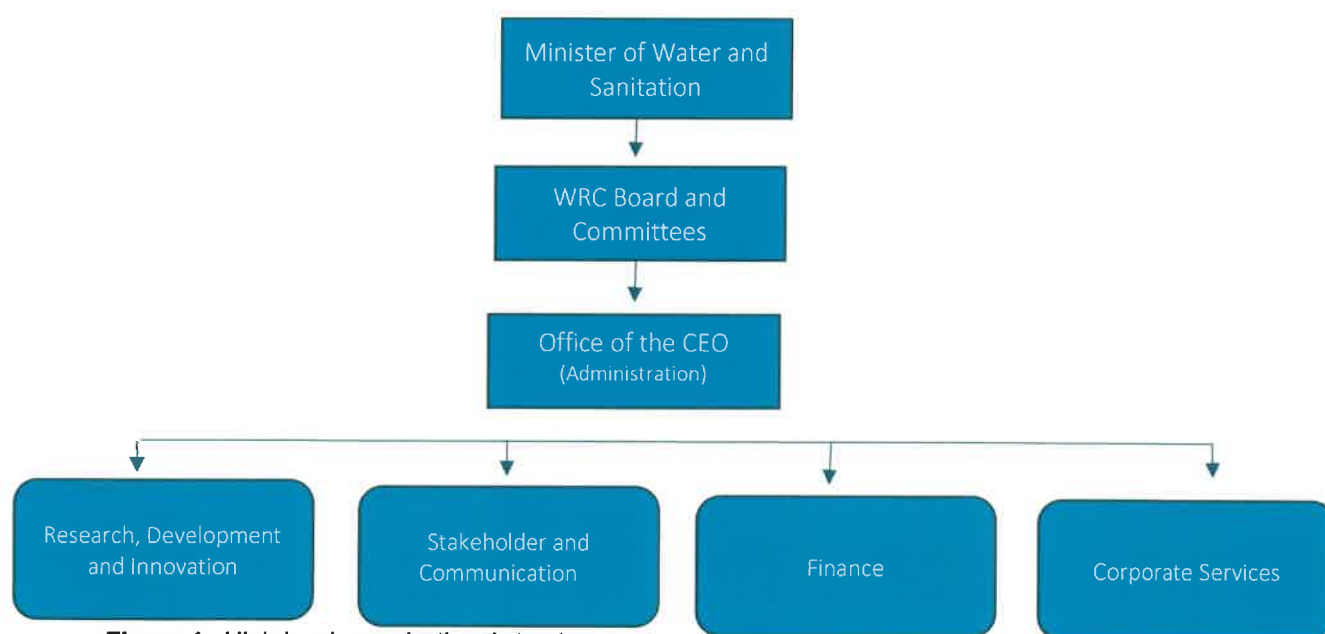 Minister of Water and
Sanitation
WRC Board and
Committees
Office of the CEO
(Administration)
Research, Development
and Innovation
Stakeholder and
Communication
Finance
Corporate Services